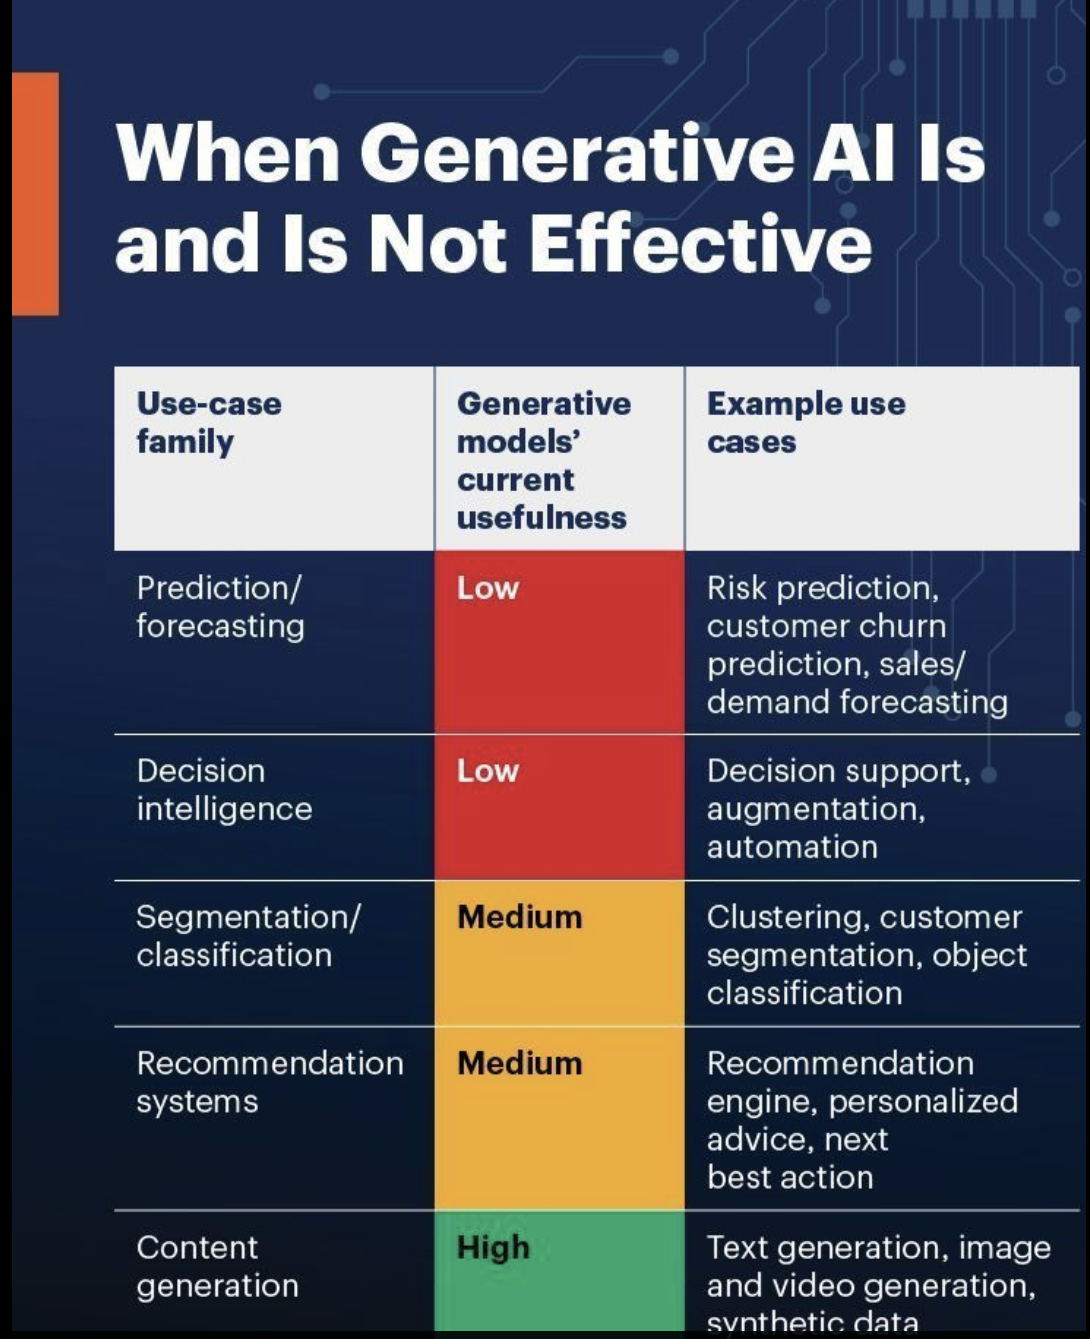 When Generative AI Is
and Is Not Effective
Use-case
family
Generative
models’
current
usefulness
Example use
cases
Prediction/
forecasting
Low
Risk prediction,
customer churn
prediction, sales/
demand forecasting
Decision
intelligence
Low
Decision support,
augmentation,
automation
Segmentation/
classification
Medium
Clustering, customer
segmentation, object
classification
Recommendation
systems
Medium
Recommendation
engine, personalized
advice, next
best action
Content
generation
High
Text generation, image
and video generation,
synthetic data